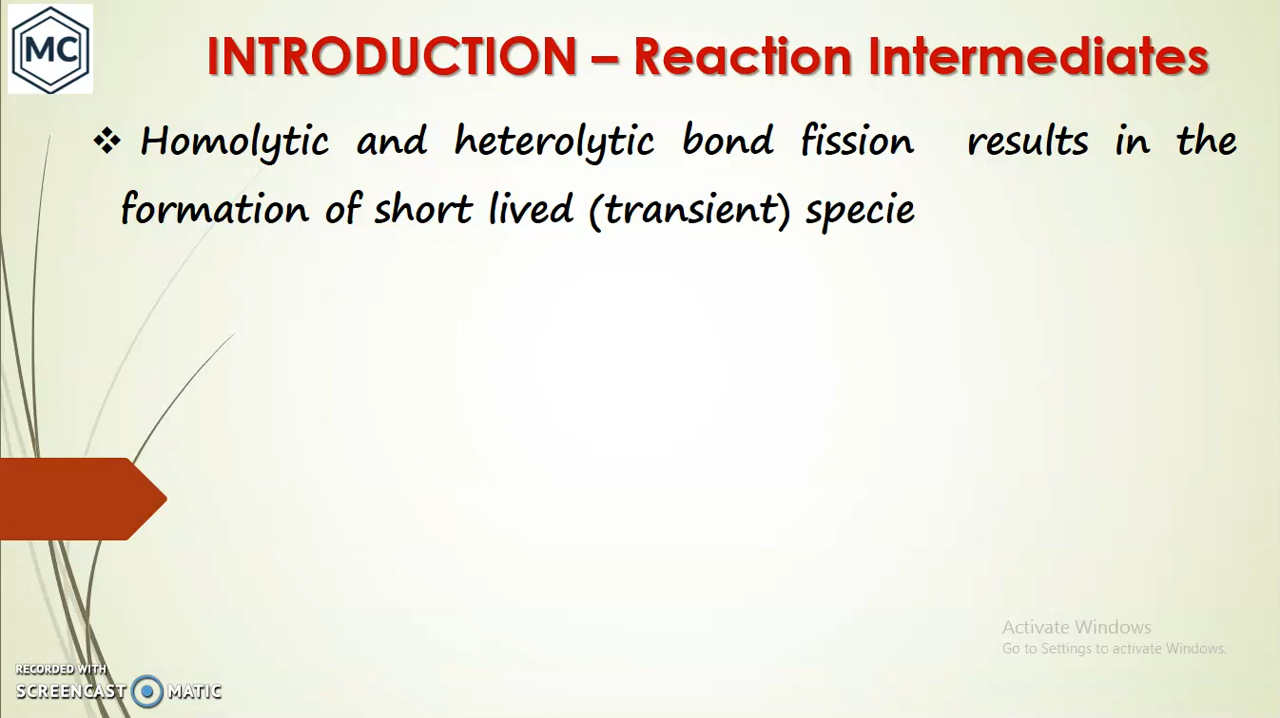 MC
INTRODUCTION – Reaction Intermediates
❖ Homolytic and heterolytic bond fission results in the
formation of short lived (transient) specie
Activate Windows
Go to Settings to activate Windows.
RECORDED WITH
SCREENCAST MATIC